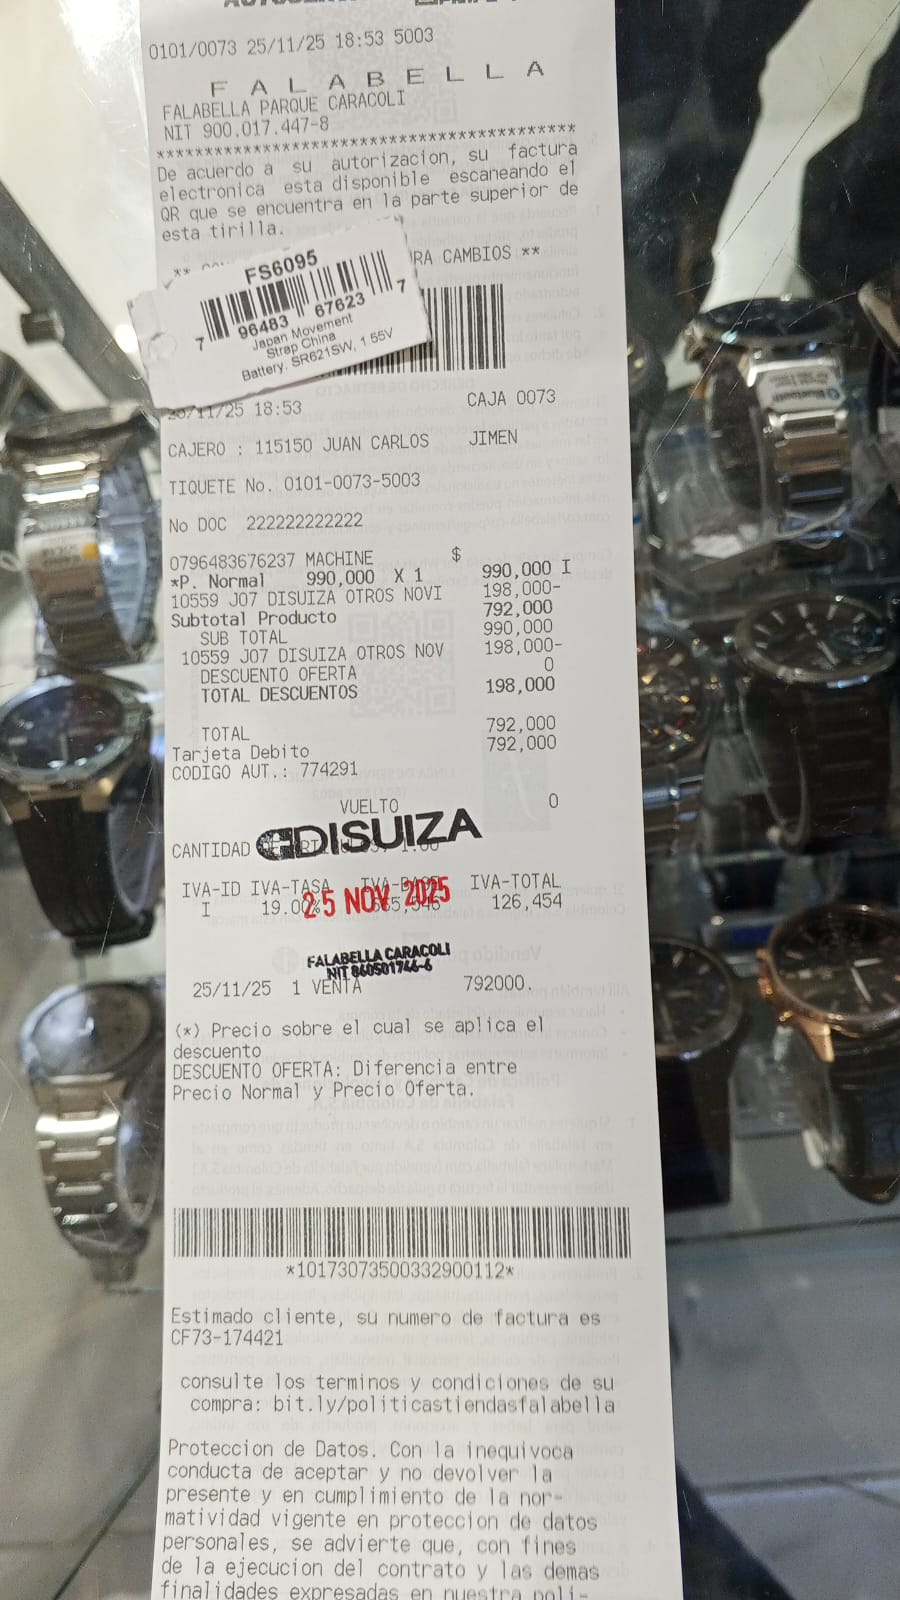 0101/0073 25/11/25 18:53 5003
FALABELLA
FALABELLA PARQUE CARACOLI
NIT 900.017.447-8
******************************************
De acuerdo a su autorizacion, su factura
electronica esta disponible escaneando el
QR que se encuentra en la parte superior de
esta tirilla.
RA CAMBIOS **
FS6095
7 96483 67623 7
Japan Movement
Strap China
Battery. SR621SW, 1.55V
25/11/25 18:53 CAJA 0073
CAJERO : 115150 JUAN CARLOS JIMEN
TIQUETE No. 0101-0073-5003
No DOC 222222222222
0796483676237 MACHINE $
*P. Normal 990,000 X 1 990,000 I
10559 J07 DISUIZA OTROS NOVI 198,000-
Subtotal Producto 792,000
SUB TOTAL 990,000
10559 J07 DISUIZA OTROS NOV 198,000-
DESCUENTO OFERTA 0
TOTAL DESCUENTOS 198,000
TOTAL 792,000
Tarjeta Debito 792,000
CODIGO AUT.: 774291
VUELTO 0
DISUIZA
CANTIDAD
IVA-ID IVA-TASA IVA-TOTAL
I 19.00% 126,454
25 NOV 2025
FALABELLA CARACOLI
NIT 860501746-6
25/11/25 1 VENTA 792000.
(*) Precio sobre el cual se aplica el
descuento
DESCUENTO OFERTA: Diferencia entre
Precio Normal y Precio Oferta.
*10173073500332900112*
Estimado cliente, su numero de factura es
CF73-174421
consulte los terminos y condiciones de su
compra: bit.ly/politicastiendasfalabella
Proteccion de Datos. Con la inequivoca
conducta de aceptar y no devolver la
presente y en cumplimiento de la nor-
matividad vigente en proteccion de datos
personales, se advierte que, con fines
de la ejecucion del contrato y las demas
finalidades expresadas en nuestra poli-